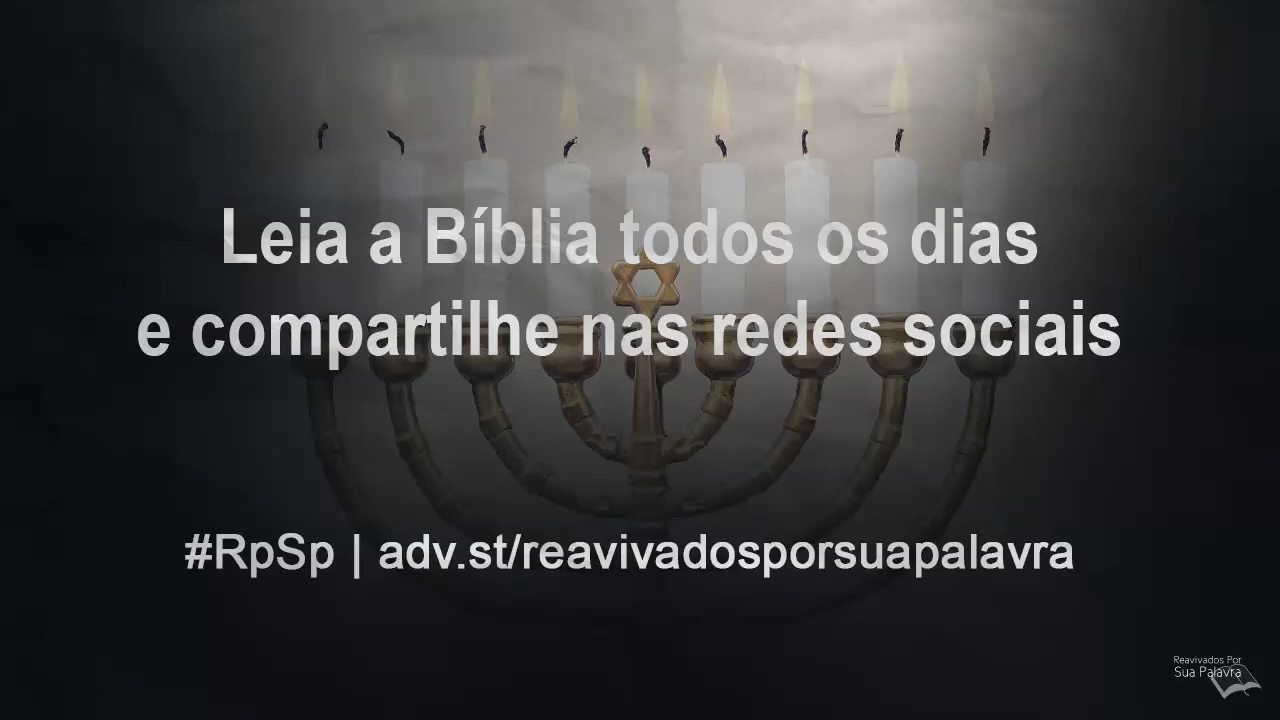 Leia a Bíblia todos os dias
e compartilhe nas redes sociais
#RpSp | adv.st/reavivadosporsuapalavra
Reavivados Por
Sua Palavra